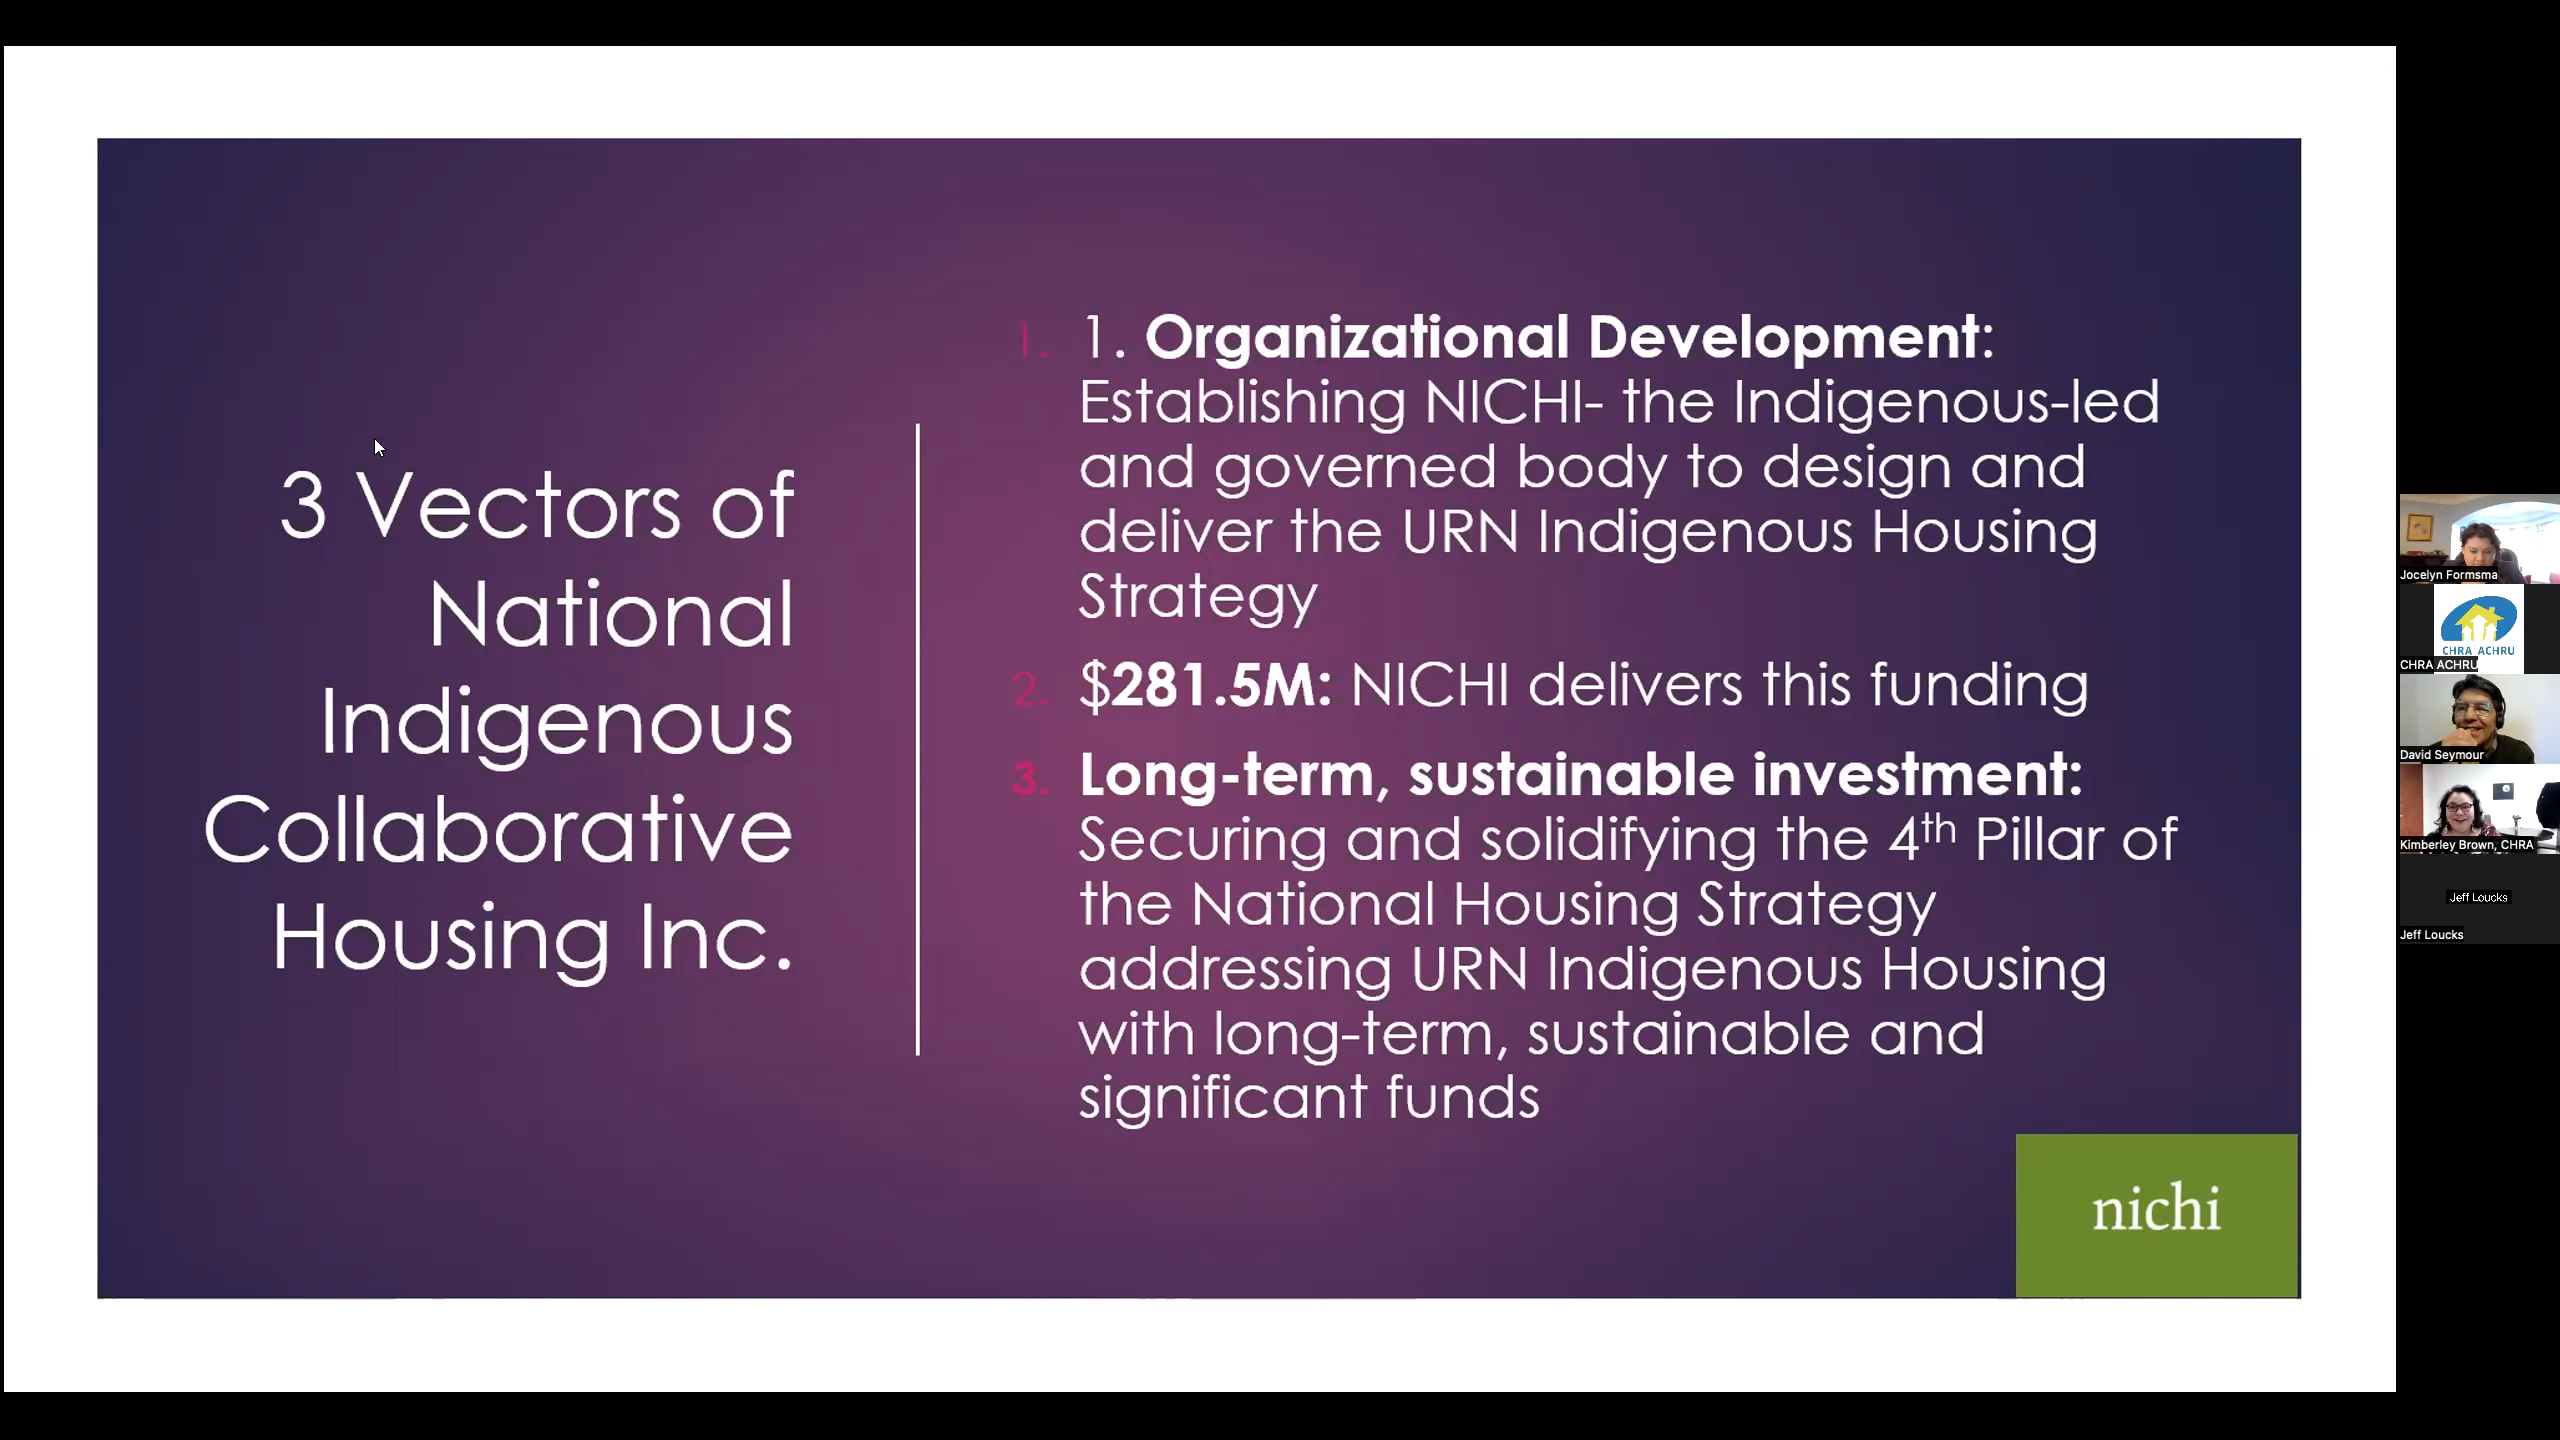 3 Vectors of
National
Indigenous
Collaborative
Housing Inc.
1. 1. Organizational Development:
Establishing NICHI- the Indigenous-led
and governed body to design and
deliver the URN Indigenous Housing
Strategy
2. $281.5M: NICHI delivers this funding
3. Long-term, sustainable investment:
Securing and solidifying the 4th Pillar of
the National Housing Strategy
addressing URN Indigenous Housing
with long-term, sustainable and
significant funds
nichi
Jocelyn Formsma
CHRA ACHRU
CHRA ACHRU
David Seymour
Kimberley Brown, CHRA
Jeff Loucks
Jeff Loucks